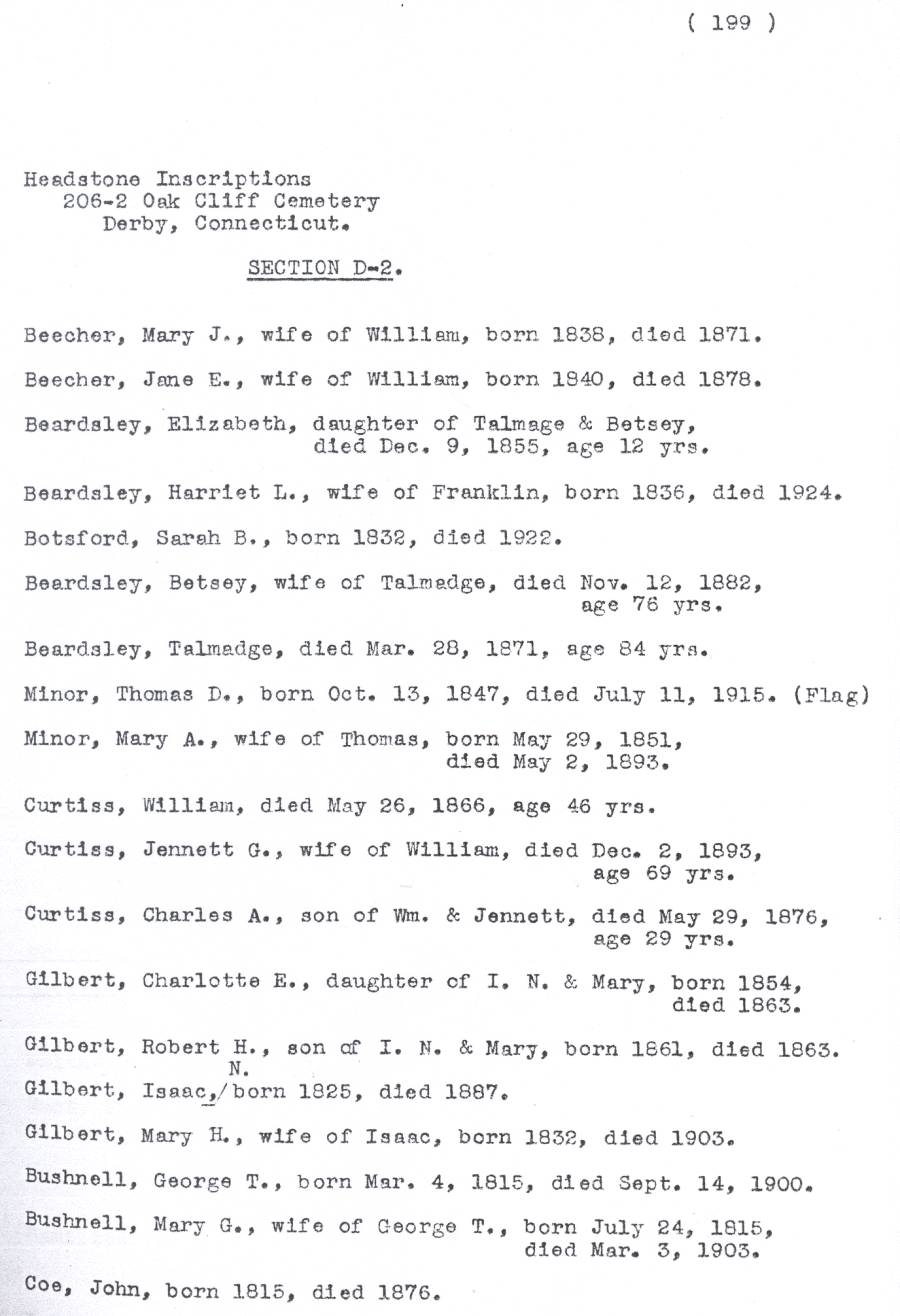 ( 199 )
Headstone Inscriptions
206-2 Oak Cliff Cemetery
Derby, Connecticut.
SECTION D-2.
Beecher, Mary J., wife of William, born 1838, died 1871.
Beecher, Jane E., wife of William, born 1840, died 1878.
Beardsley, Elizabeth, daughter of Talmage & Betsey,
died Dec. 9, 1855, age 12 yrs.
Beardsley, Harriet L., wife of Franklin, born 1836, died 1924.
Botsford, Sarah B., born 1832, died 1922.
Beardsley, Betsey, wife of Talmadge, died Nov. 12, 1882,
age 76 yrs.
Beardsley, Talmadge, died Mar. 28, 1871, age 84 yrs.
Minor, Thomas D., born Oct. 13, 1847, died July 11, 1915. (Flag)
Minor, Mary A., wife of Thomas, born May 29, 1851,
died May 2, 1893.
Curtiss, William, died May 26, 1866, age 46 yrs.
Curtiss, Jennett G., wife of William, died Dec. 2, 1893,
age 69 yrs.
Curtiss, Charles A., son of Wm. & Jennett, died May 29, 1876,
age 29 yrs.
Gilbert, Charlotte E., daughter of I. N. & Mary, born 1854,
died 1863.
Gilbert, Robert H., son of I. N. & Mary, born 1861, died 1863.
N.
Gilbert, Isaac,/born 1825, died 1887.
Gilbert, Mary H., wife of Isaac, born 1832, died 1903.
Bushnell, George T., born Mar. 4, 1815, died Sept. 14, 1900.
Bushnell, Mary G., wife of George T., born July 24, 1815,
died Mar. 3, 1903.
Coe, John, born 1815, died 1876.